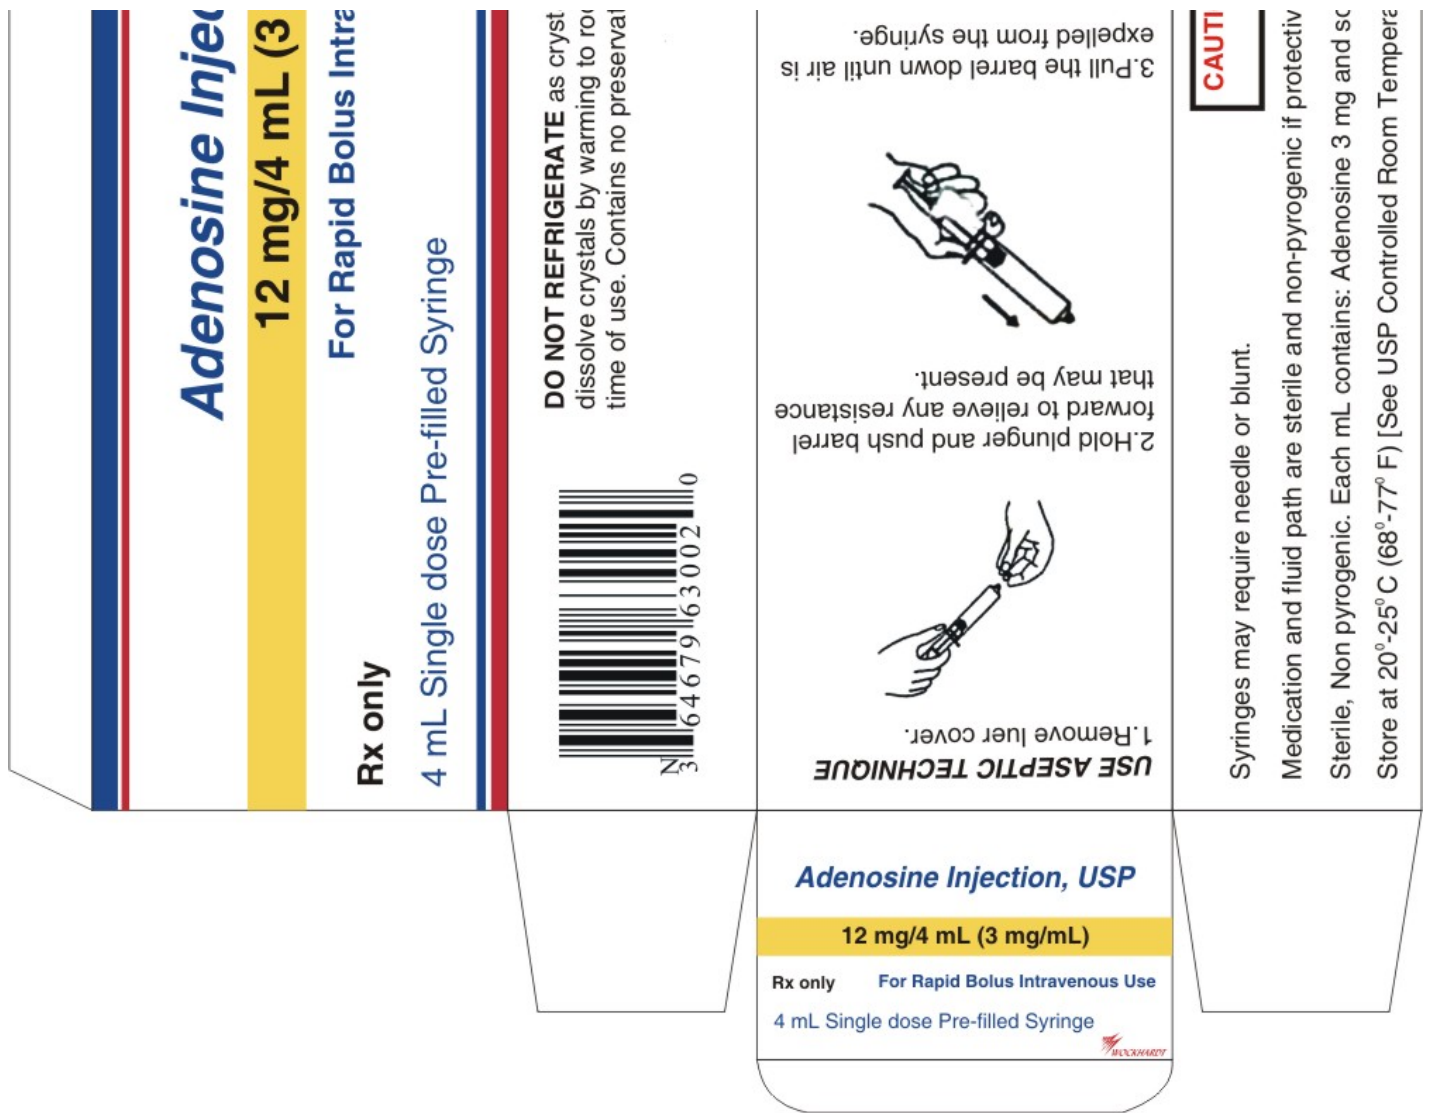 Adenosine Injec
12 mg/4 mL (3
For Rapid Bolus Intra
Rx only
4 mL Single dose Pre-filled Syringe
DO NOT REFRIGERATE as cryst
dissolve crystals by warming to roo
time of use. Contains no preservat
N
3 64679 63002 0
USE ASEPTIC TECHNIQUE
1.Remove luer cover.
2.Hold plunger and push barrel
forward to relieve any resistance
that may be present.
3.Pull the barrel down until air is
expelled from the syringe.
CAUTI
Syringes may require needle or blunt.
Medication and fluid path are sterile and non-pyrogenic if protectiv
Sterile, Non pyrogenic. Each mL contains: Adenosine 3 mg and so
Store at 20⁰-25⁰C (68⁰-77⁰ F) [See USP Controlled Room Tempera
Adenosine Injection, USP
12 mg/4 mL (3 mg/mL)
Rx only For Rapid Bolus Intravenous Use
4 mL Single dose Pre-filled Syringe
WOCKHARDT